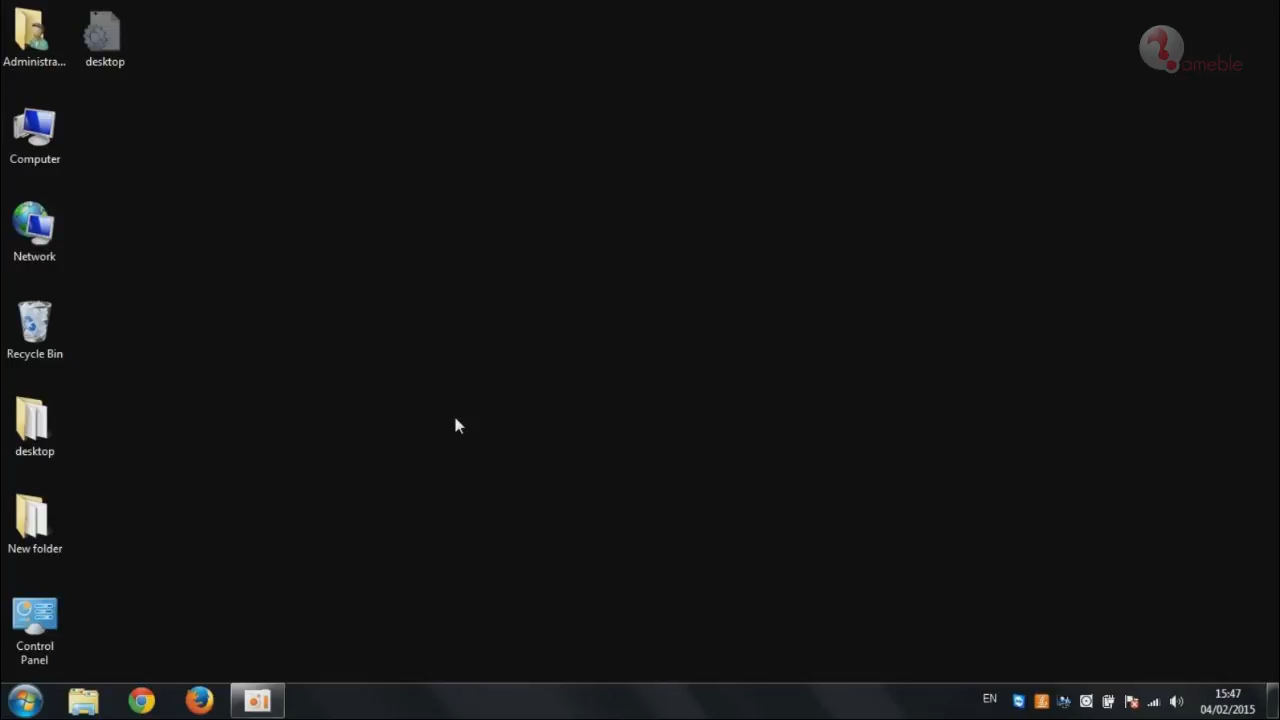 Administra...
desktop
ameble
Computer
Network
Recycle Bin
desktop
New folder
Control
Panel
EN
15:47
04/02/2015